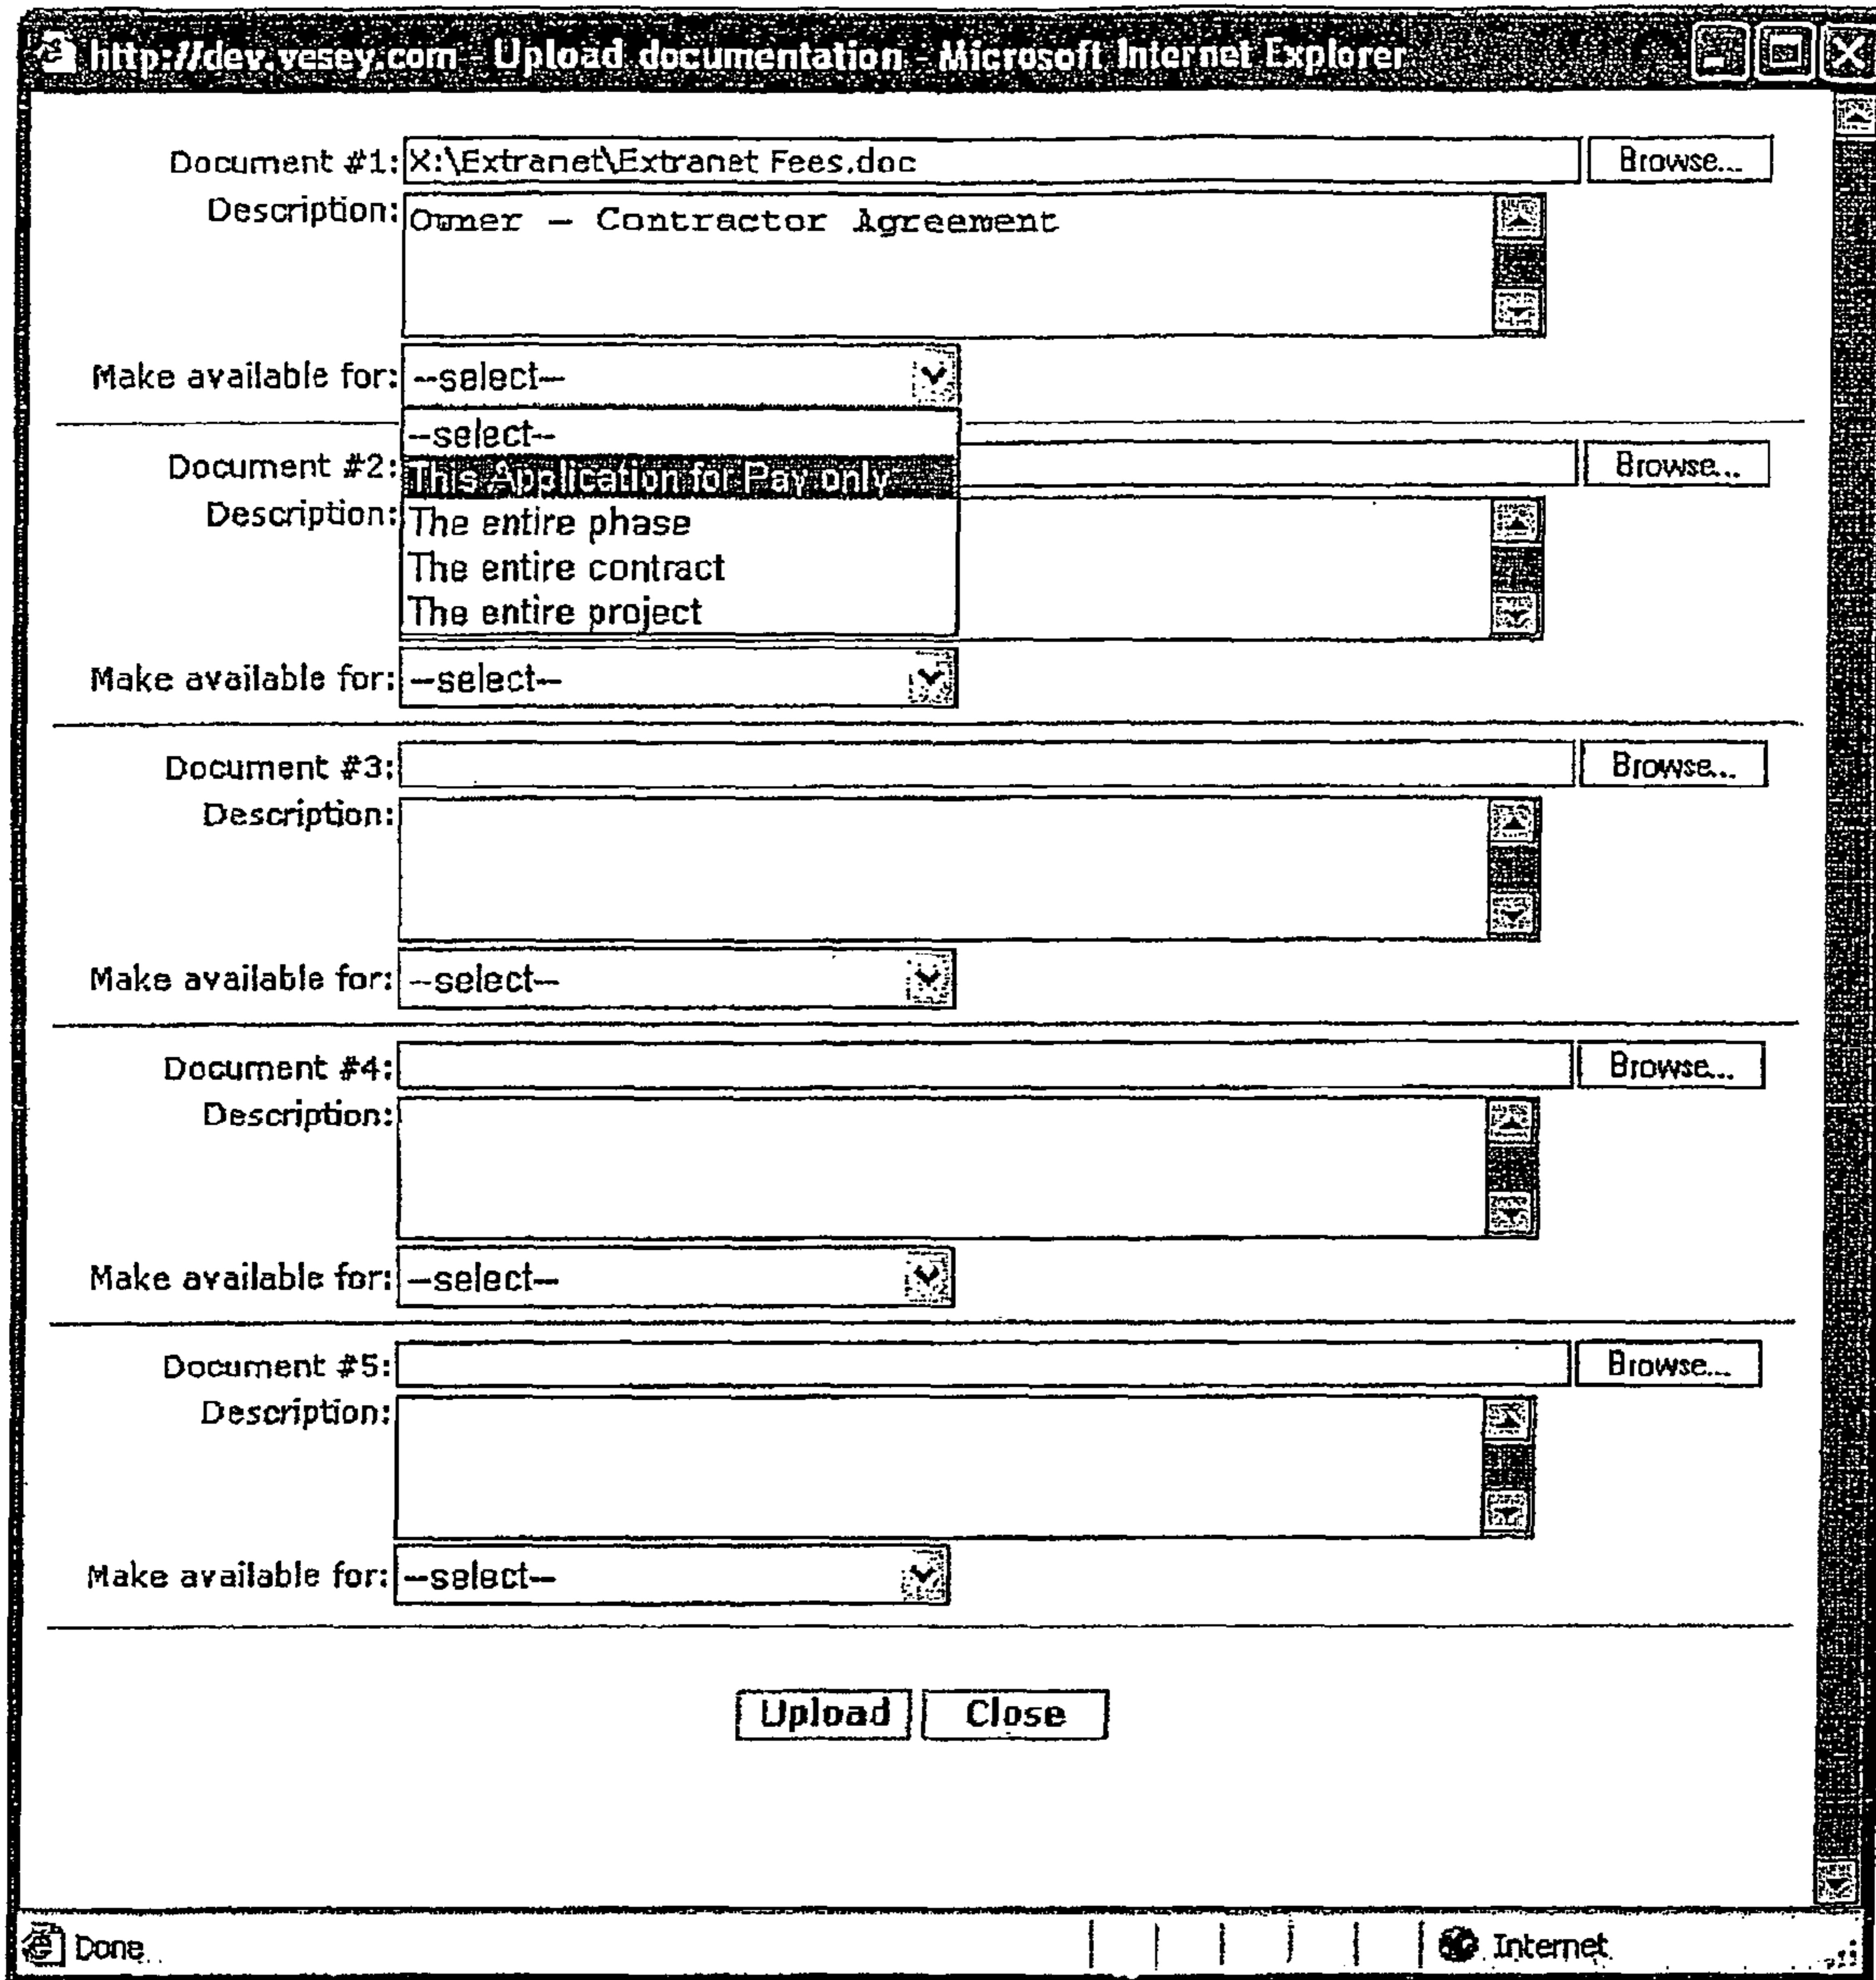 http://dev.vesey.com - Upload documentation - Microsoft Internet Explorer
Document #1: X:\Extranet\Extranet Fees.doc Browse...
Description: Owner - Contractor Agreement
Make available for: --select--
--select--
Document #2: This Application for Pay only Browse...
Description: The entire phase
The entire contract
The entire project
Make available for: --select--
Document #3: Browse...
Description:
Make available for: --select--
Document #4: Browse...
Description:
Make available for: --select--
Document #5: Browse...
Description:
Make available for: --select--
Upload Close
Done Internet